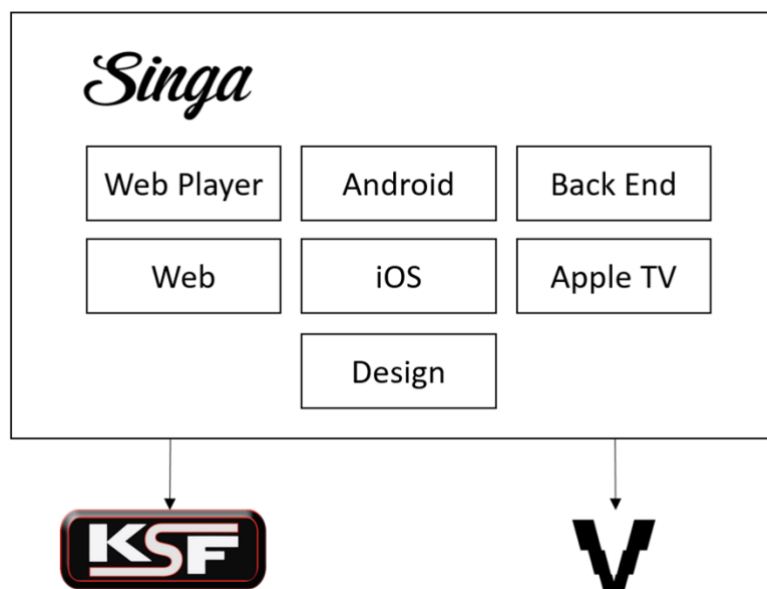 Singa
Web Player Android Back End
Web iOS Apple TV
Design
KSF V